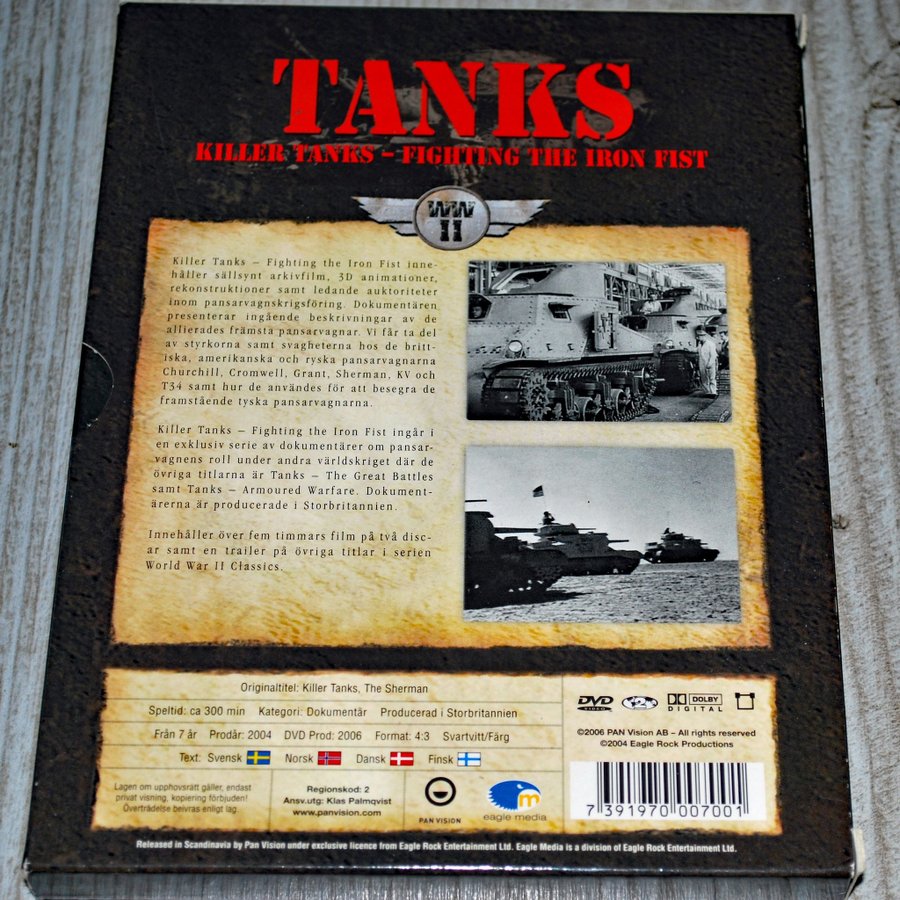 TANKS
KILLER TANKS – FIGHTING THE IRON FIST
WW
II
Killer Tanks – Fighting the Iron Fist inne-
håller sällsynt arkivfilm, 3D animationer,
rekonstruktioner samt ledande auktoriteter
inom pansarvagnskrigsföring. Dokumentären
presenterar ingående beskrivningar av de
allierades främsta pansarvagnar. Vi får ta del
av styrkorna samt svagheterna hos de britt-
iska, amerikanska och ryska pansarvagnarna
Churchill, Cromwell, Grant, Sherman, KV och
T34 samt hur de användes för att besegra de
framstående tyska pansarvagnarna.
Killer Tanks – Fighting the Iron Fist ingår i
en exklusiv serie av dokumentärer om pansar-
vagnens roll under andra världskriget där de
övriga titlarna är Tanks – The Great Battles
samt Tanks – Armoured Warfare. Dokument-
ärerna är producerade i Storbritannien.
Innehåller över fem timmars film på två disc-
ar samt en trailer på övriga titlar i serien
World War II Classics.
Originaltitel: Killer Tanks, The Sherman
Speltid: ca 300 min Kategori: Dokumentär Producerad i Storbritannien
Från 7 år Prodår: 2004 DVD Prod: 2006 Format: 4:3 Svartvitt/Färg
Text: Svensk Norsk Dansk Finsk
Lagen om upphovsrätt gäller, endast
privat visning, kopiering förbjuden!
Överträdelse beivras enligt lag.
Regionskod: 2
Ansv.utg: Klas Palmqvist
www.panvision.com
PAN VISION
eagle media
DVD VIDEO
2
DOLBY DIGITAL
©2006 PAN Vision AB – All rights reserved
©2004 Eagle Rock Productions
7 391970 007001
Released in Scandinavia by Pan Vision under exclusive licence from Eagle Rock Entertainment Ltd. Eagle Media is a division of Eagle Rock Entertainment Ltd.